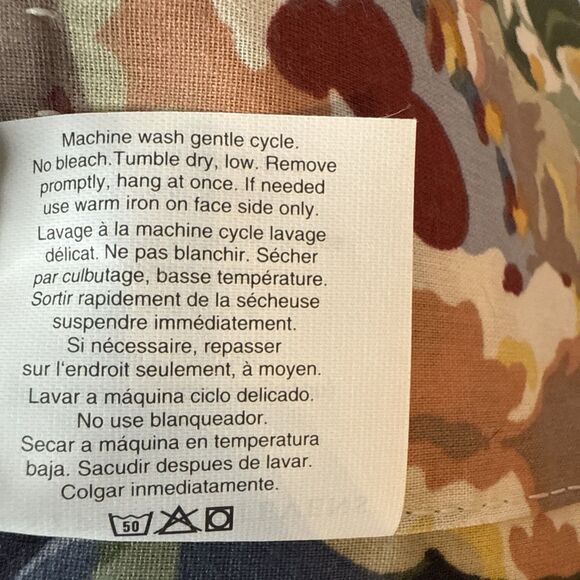 Machine wash gentle cycle.
No bleach.Tumble dry, low. Remove
promptly, hang at once. If needed
use warm iron on face side only.
Lavage à la machine cycle lavage
délicat. Ne pas blanchir. Sécher
par culbutage, basse température.
Sortir rapidement de la sécheuse
suspendre immédiatement.
Si nécessaire, repasser
sur l'endroit seulement, à moyen.
Lavar a máquina ciclo delicado.
No use blanqueador.
Secar a máquina en temperatura
baja. Sacudir despues de lavar.
Colgar inmediatamente.
50